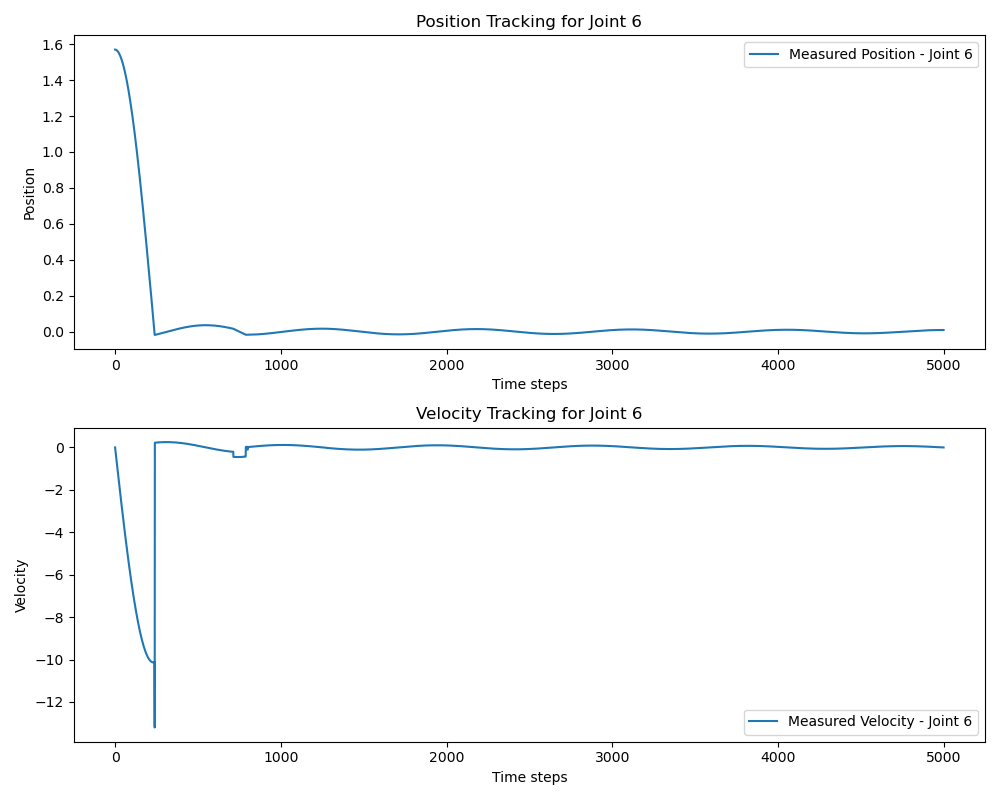 Position Tracking for Joint 6
Measured Position - Joint 6
1.6
1.4
1.2
1.0
0.8
0.6
0.4
0.2
0.0
Position
0 1000 2000 3000 4000 5000
Time steps
Velocity Tracking for Joint 6
0
−2
−4
−6
−8
−10
−12
Velocity
Measured Velocity - Joint 6
0 1000 2000 3000 4000 5000
Time steps